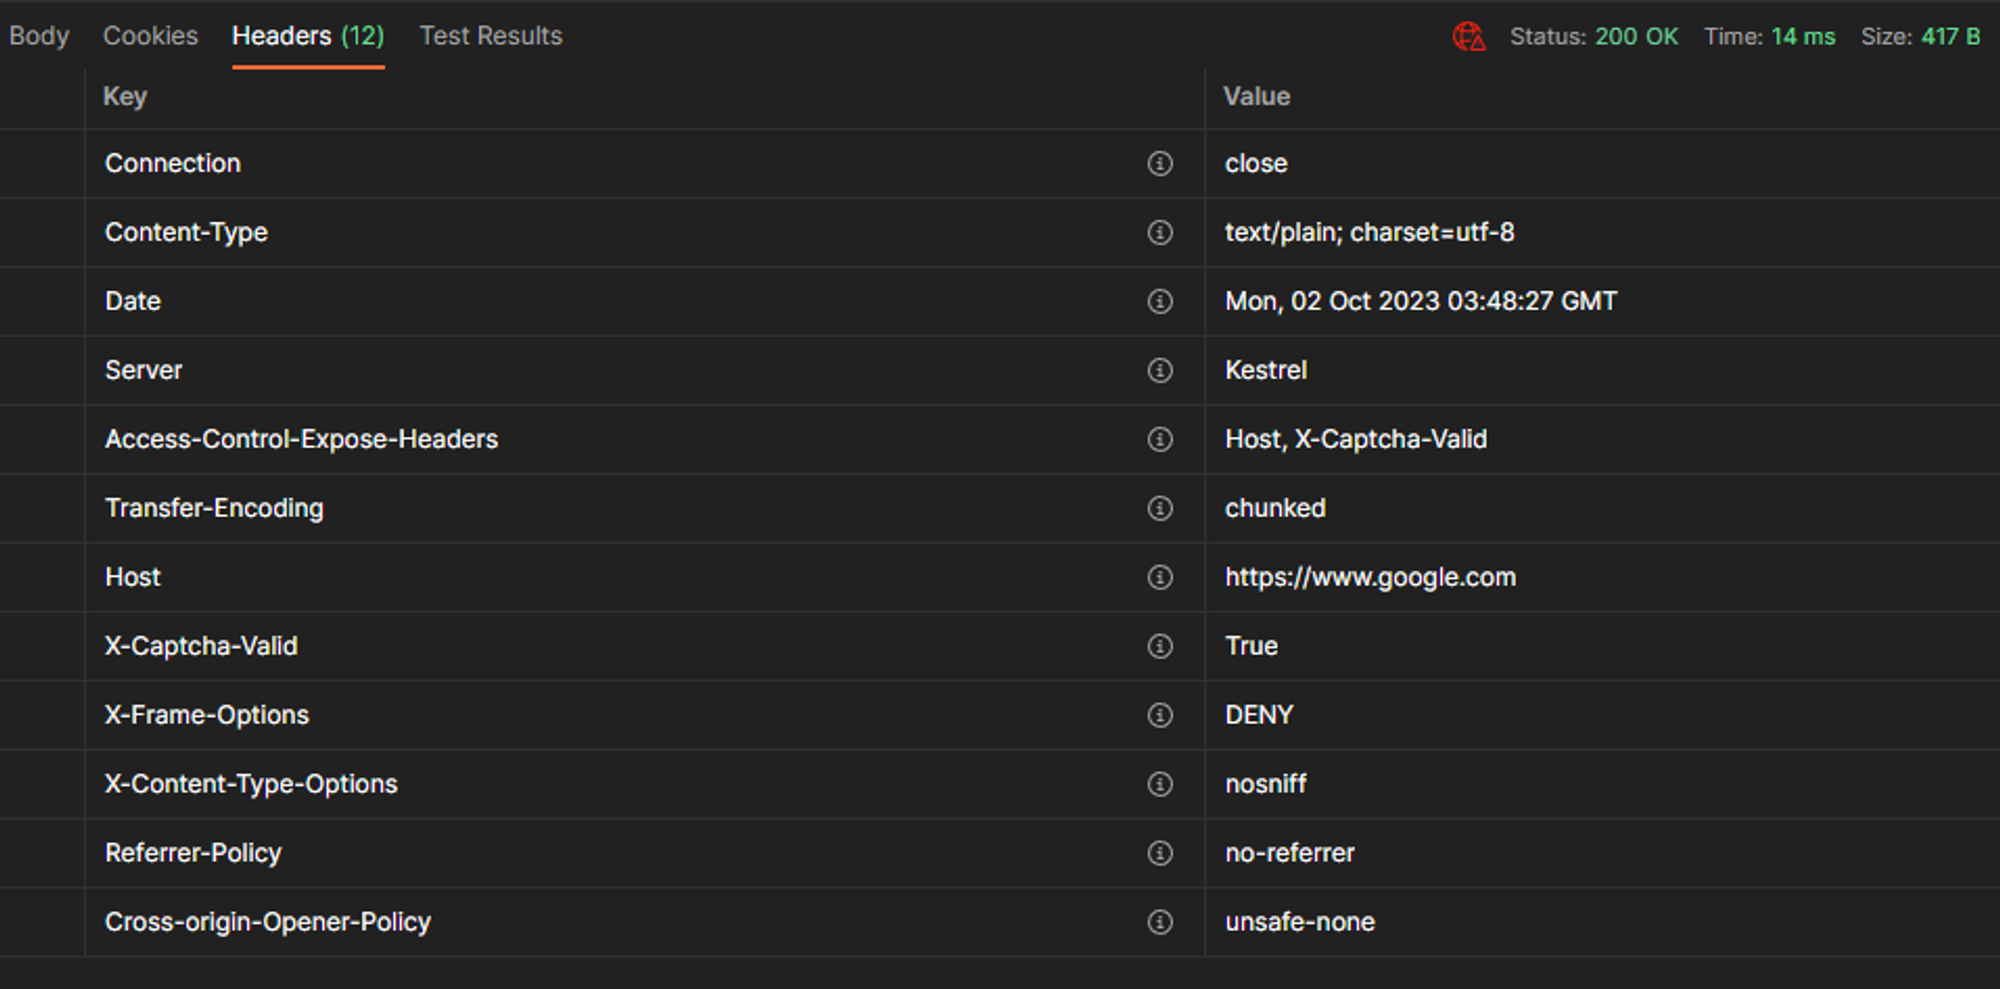 Body Cookies Headers (12) Test Results Status: 200 OK Time: 14 ms Size: 417 B
Key Value
Connection close
Content-Type text/plain; charset=utf-8
Date Mon, 02 Oct 2023 03:48:27 GMT
Server Kestrel
Access-Control-Expose-Headers Host, X-Captcha-Valid
Transfer-Encoding chunked
Host https://www.google.com
X-Captcha-Valid True
X-Frame-Options DENY
X-Content-Type-Options nosniff
Referrer-Policy no-referrer
Cross-origin-Opener-Policy unsafe-none